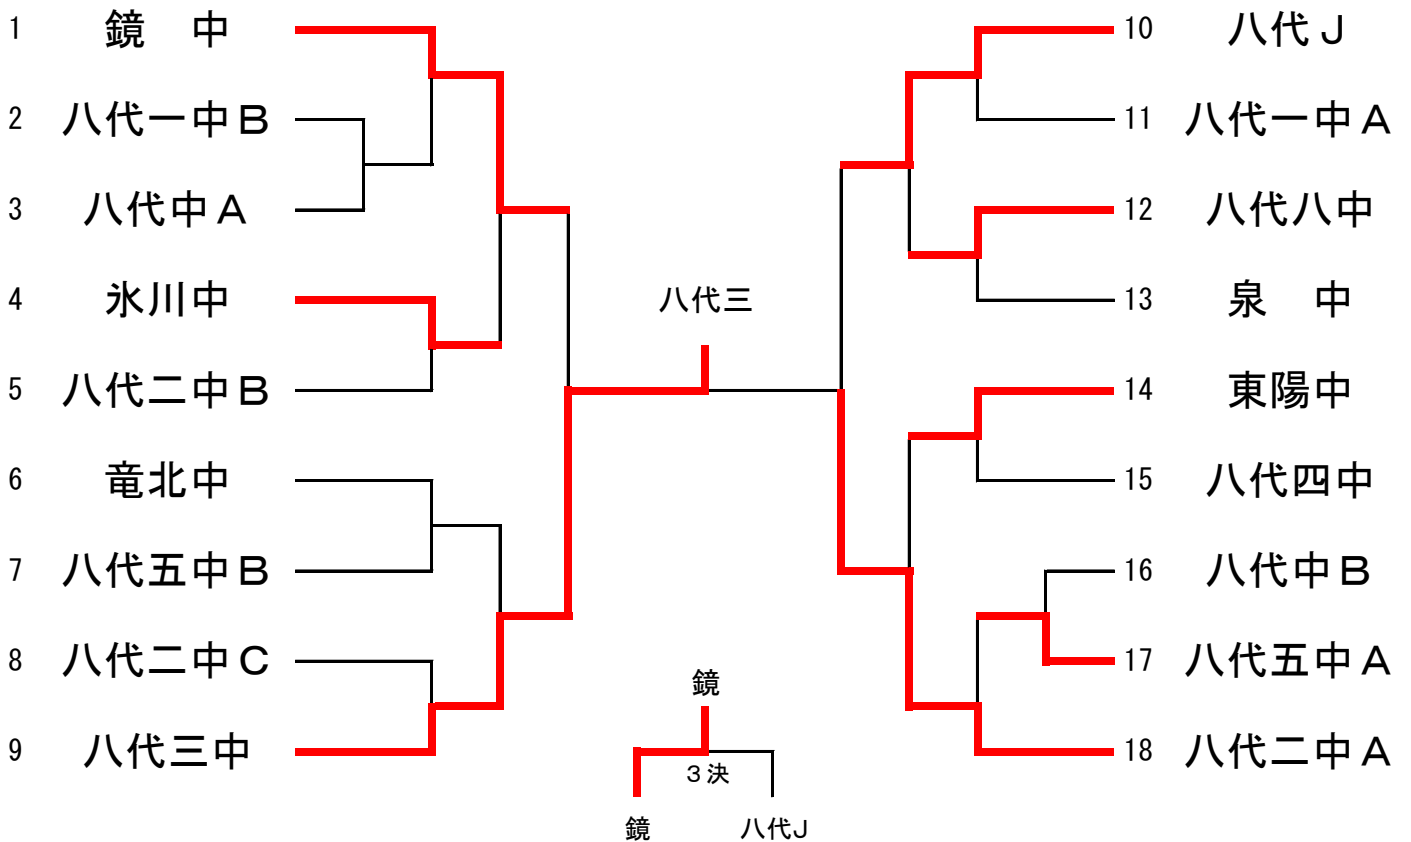 1 鏡　中
2 八代一中Ｂ
3 八代中Ａ
4 氷川中
5 八代二中Ｂ
6 竜北中
7 八代五中Ｂ
8 八代二中Ｃ
9 八代三中
八代三
10 八代Ｊ
11 八代一中Ａ
12 八代八中
13 泉　中
14 東陽中
15 八代四中
16 八代中Ｂ
17 八代五中Ａ
18 八代二中Ａ
鏡
３決
鏡 八代J